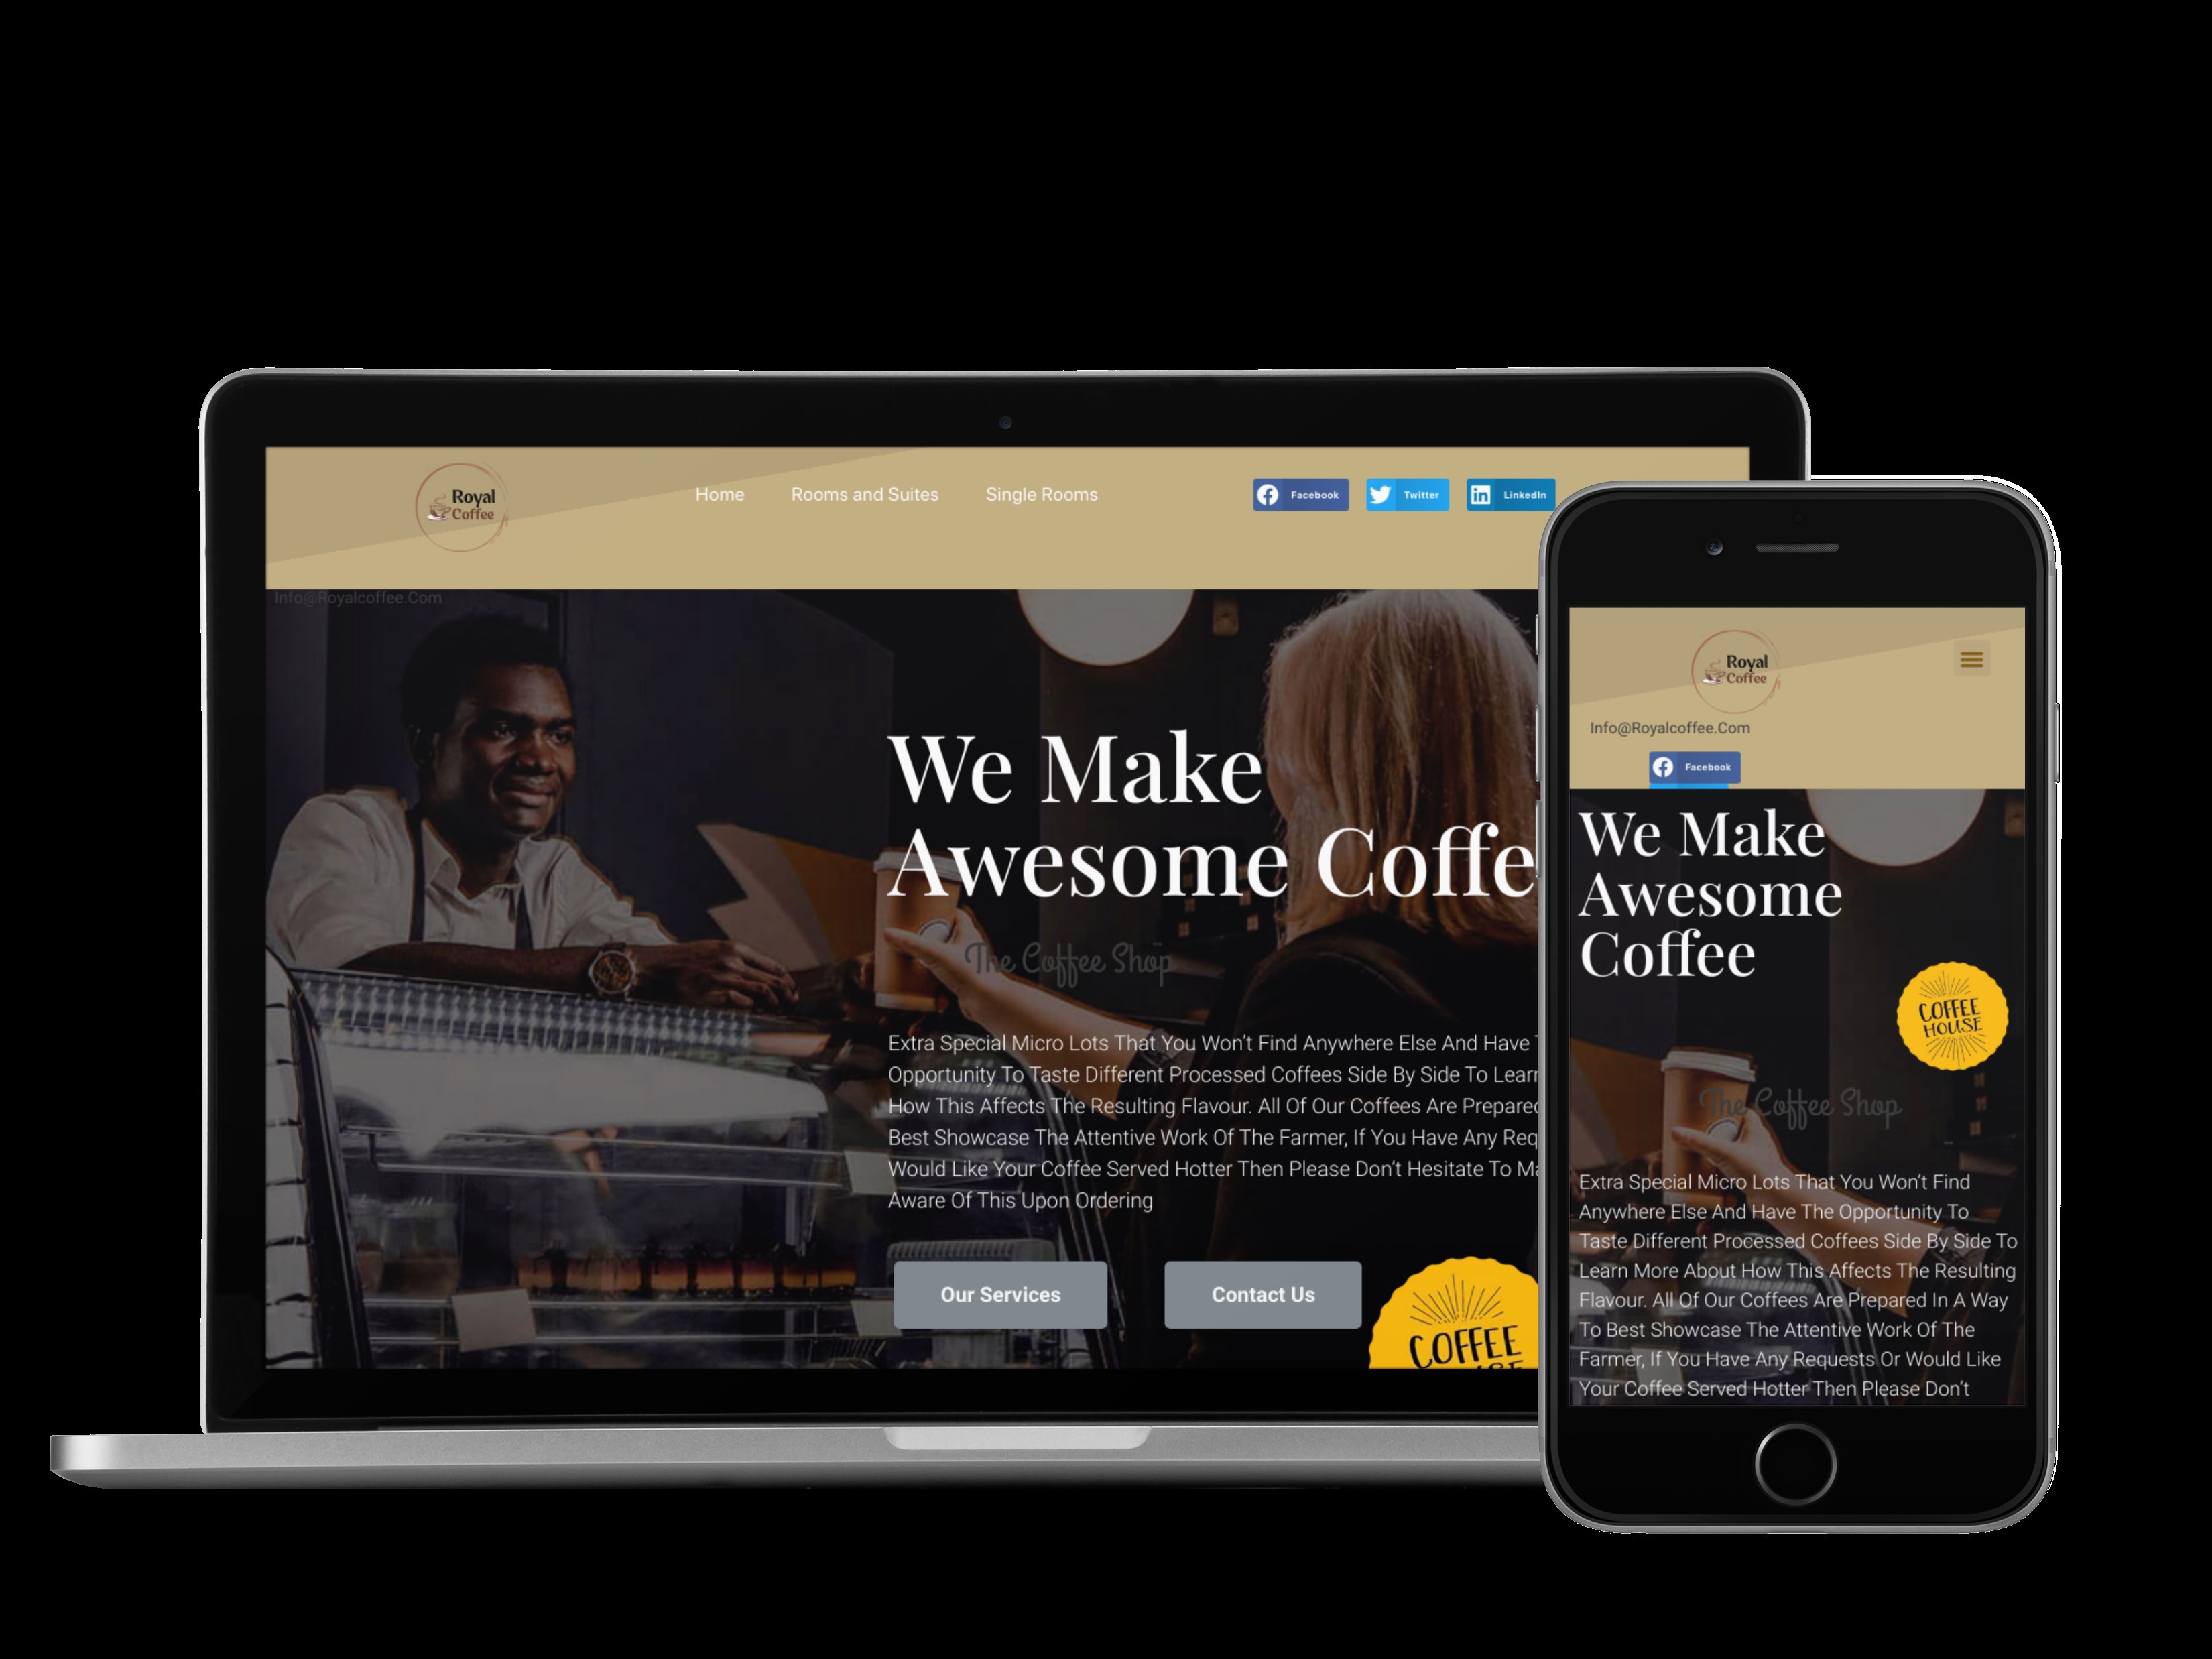 Royal
Coffee
Home
Rooms and Suites
Single Rooms
Facebook
Twitter
LinkedIn
Info@Royalcoffee.Com
We Make
Awesome Coffe
The Coffee Shop
Extra Special Micro Lots That You Won't Find Anywhere Else And Have
Opportunity To Taste Different Processed Coffees Side By Side To Learn
How This Affects The Resulting Flavour. All Of Our Coffees Are Prepared
Best Showcase The Attentive Work Of The Farmer, If You Have Any Req
Would Like Your Coffee Served Hotter Then Please Don't Hesitate To Ma
Aware Of This Upon Ordering
Our Services
Contact Us
COFFEE
Royal
Coffee
Info@Royalcoffee.Com
Facebook
We Make
Awesome
Coffee
COFFEE
HOUSE
The Coffee Shop
Extra Special Micro Lots That You Won't Find
Anywhere Else And Have The Opportunity To
Taste Different Processed Coffees Side By Side To
Learn More About How This Affects The Resulting
Flavour. All Of Our Coffees Are Prepared In A Way
To Best Showcase The Attentive Work Of The
Farmer, If You Have Any Requests Or Would Like
Your Coffee Served Hotter Then Please Don't